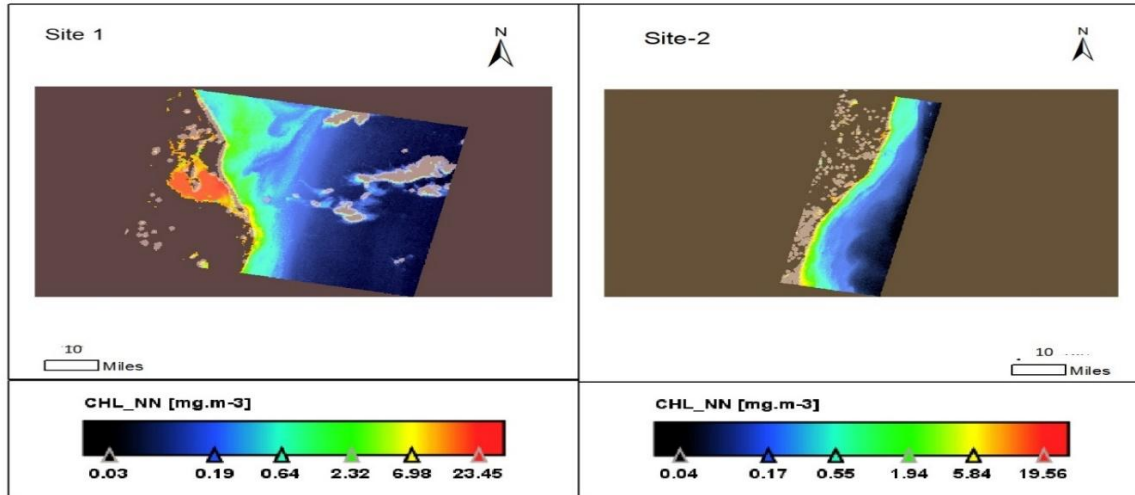 Site 1
N
10
Miles
CHL_NN [mg.m-3]
0.03 0.19 0.64 2.32 6.98 23.45
Site-2
N
10
Miles
CHL_NN [mg.m-3]
0.04 0.17 0.55 1.94 5.84 19.56